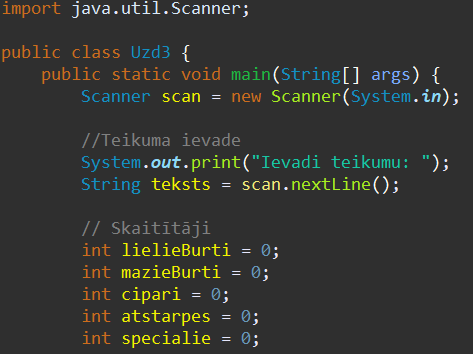 import java.util.Scanner;
public class Uzd3 {
public static void main(String[] args) {
Scanner scan = new Scanner(System.in);
//Teikuma ievade
System.out.print("Ievadi teikumu: ");
String teksts = scan.nextLine();
// Skaitītāji
int lielieBurti = 0;
int mazieBurti = 0;
int cipari = 0;
int atstarpes = 0;
int specialie = 0;